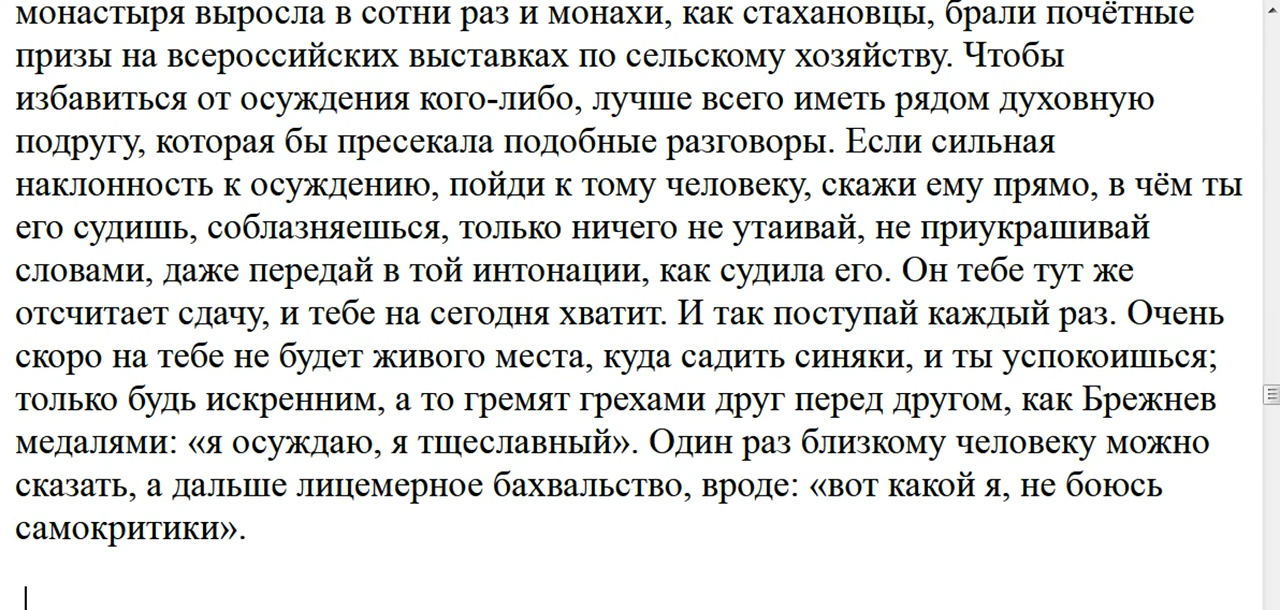 монастыря выросла в сотни раз и монахи, как стахановцы, брали почётные
призы на всероссийских выставках по сельскому хозяйству. Чтобы
избавиться от осуждения кого-либо, лучше всего иметь рядом духовную
подругу, которая бы пресекала подобные разговоры. Если сильная
наклонность к осуждению, пойди к тому человеку, скажи ему прямо, в чём ты
его судишь, соблазняешься, только ничего не утаивай, не приукрашивай
словами, даже передай в той интонации, как судила его. Он тебе тут же
отсчитает сдачу, и тебе на сегодня хватит. И так поступай каждый раз. Очень
скоро на тебе не будет живого места, куда садить синяки, и ты успокоишься;
только будь искренним, а то гремят грехами друг перед другом, как Брежнев
медалями: «я осуждаю, я тщеславный». Один раз близкому человеку можно
сказать, а дальше лицемерное бахвальство, вроде: «вот какой я, не боюсь
самокритики».